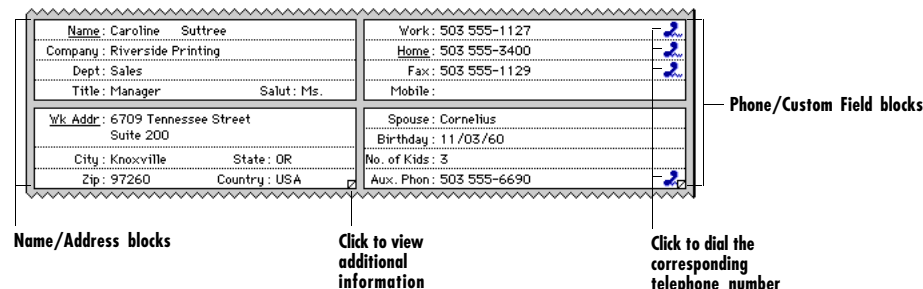 Name: Caroline Suttree
Company: Riverside Printing
Dept: Sales
Title: Manager Salut: Ms.
Work: 503 555-1127
Home: 503 555-3400
Fax: 503 555-1129
Mobile:
Wk Addr: 6709 Tennessee Street
Suite 200
City: Knoxville State: OR
Zip: 97260 Country: USA
Spouse: Cornelius
Birthday: 11/03/60
No. of Kids: 3
Aux. Phon: 503 555-6690
Phone/Custom Field blocks
Name/Address blocks
Click to view
additional
information
Click to dial the
corresponding
telephone number